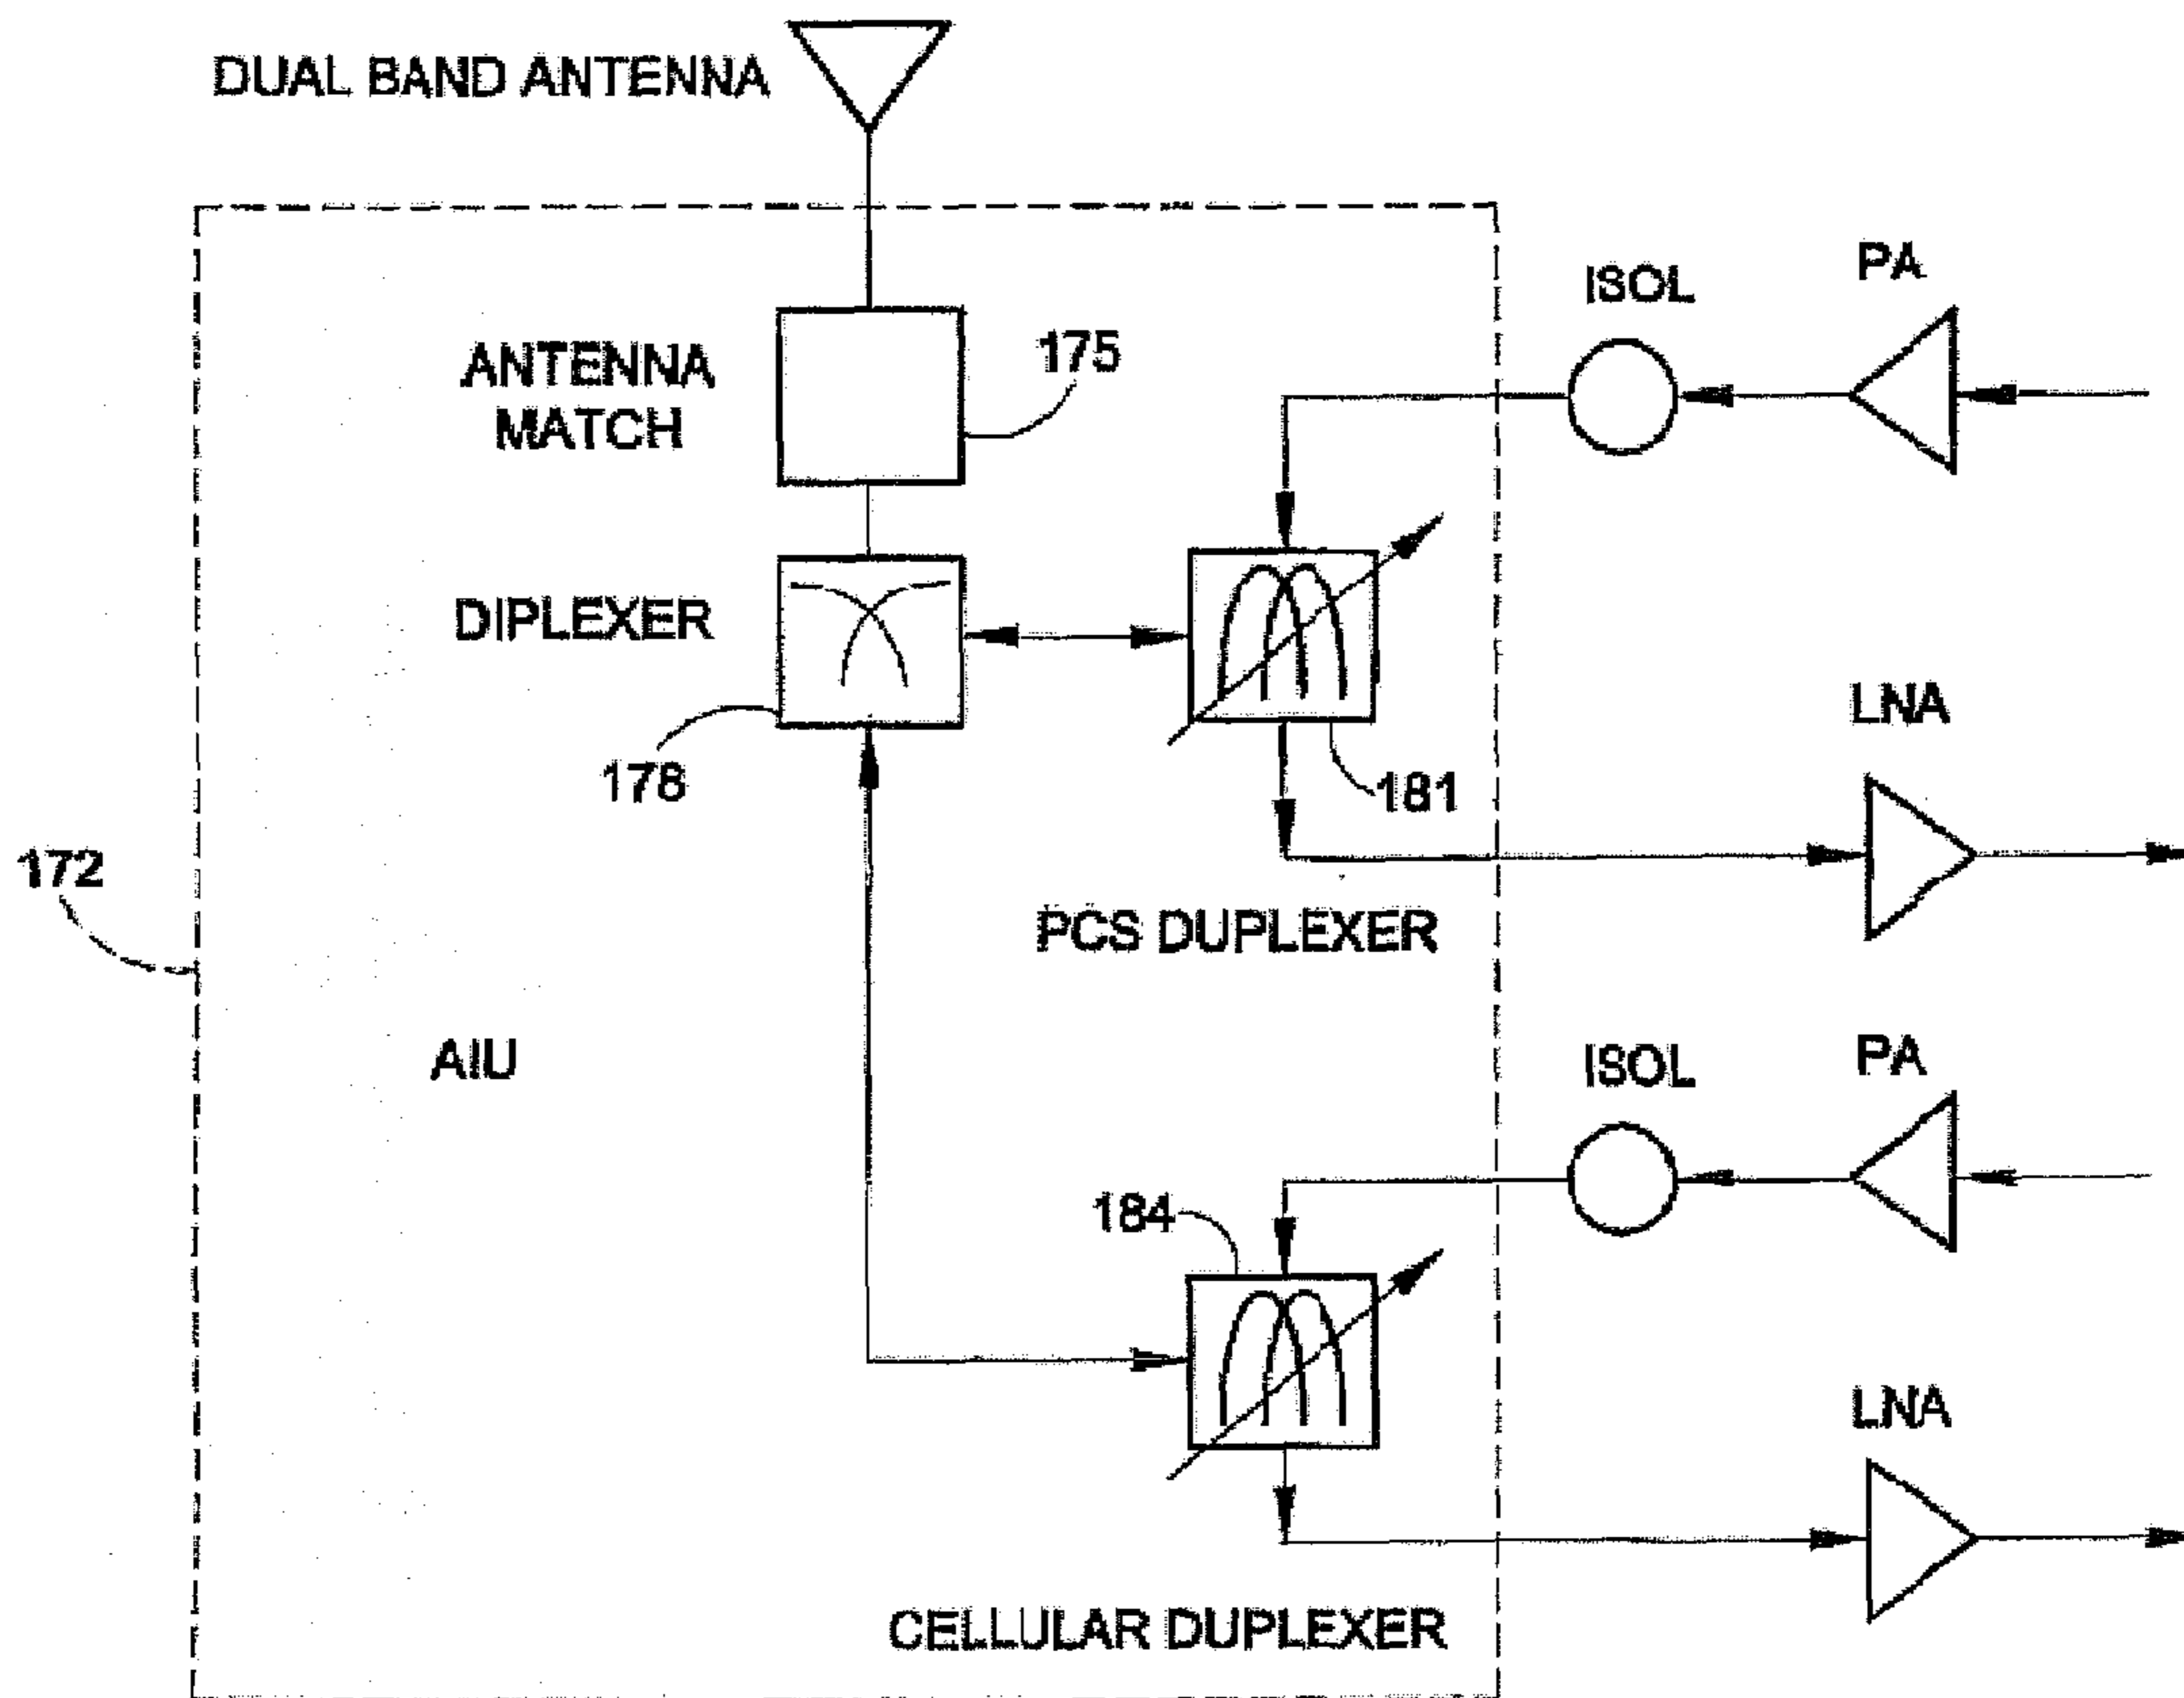 DUAL BAND ANTENNA
ANTENNA
MATCH
175
ISOL
PA
DIPLEXER
178
181
LNA
172
PCS DUPLEXER
AIU
ISOL
PA
184
LNA
CELLULAR DUPLEXER